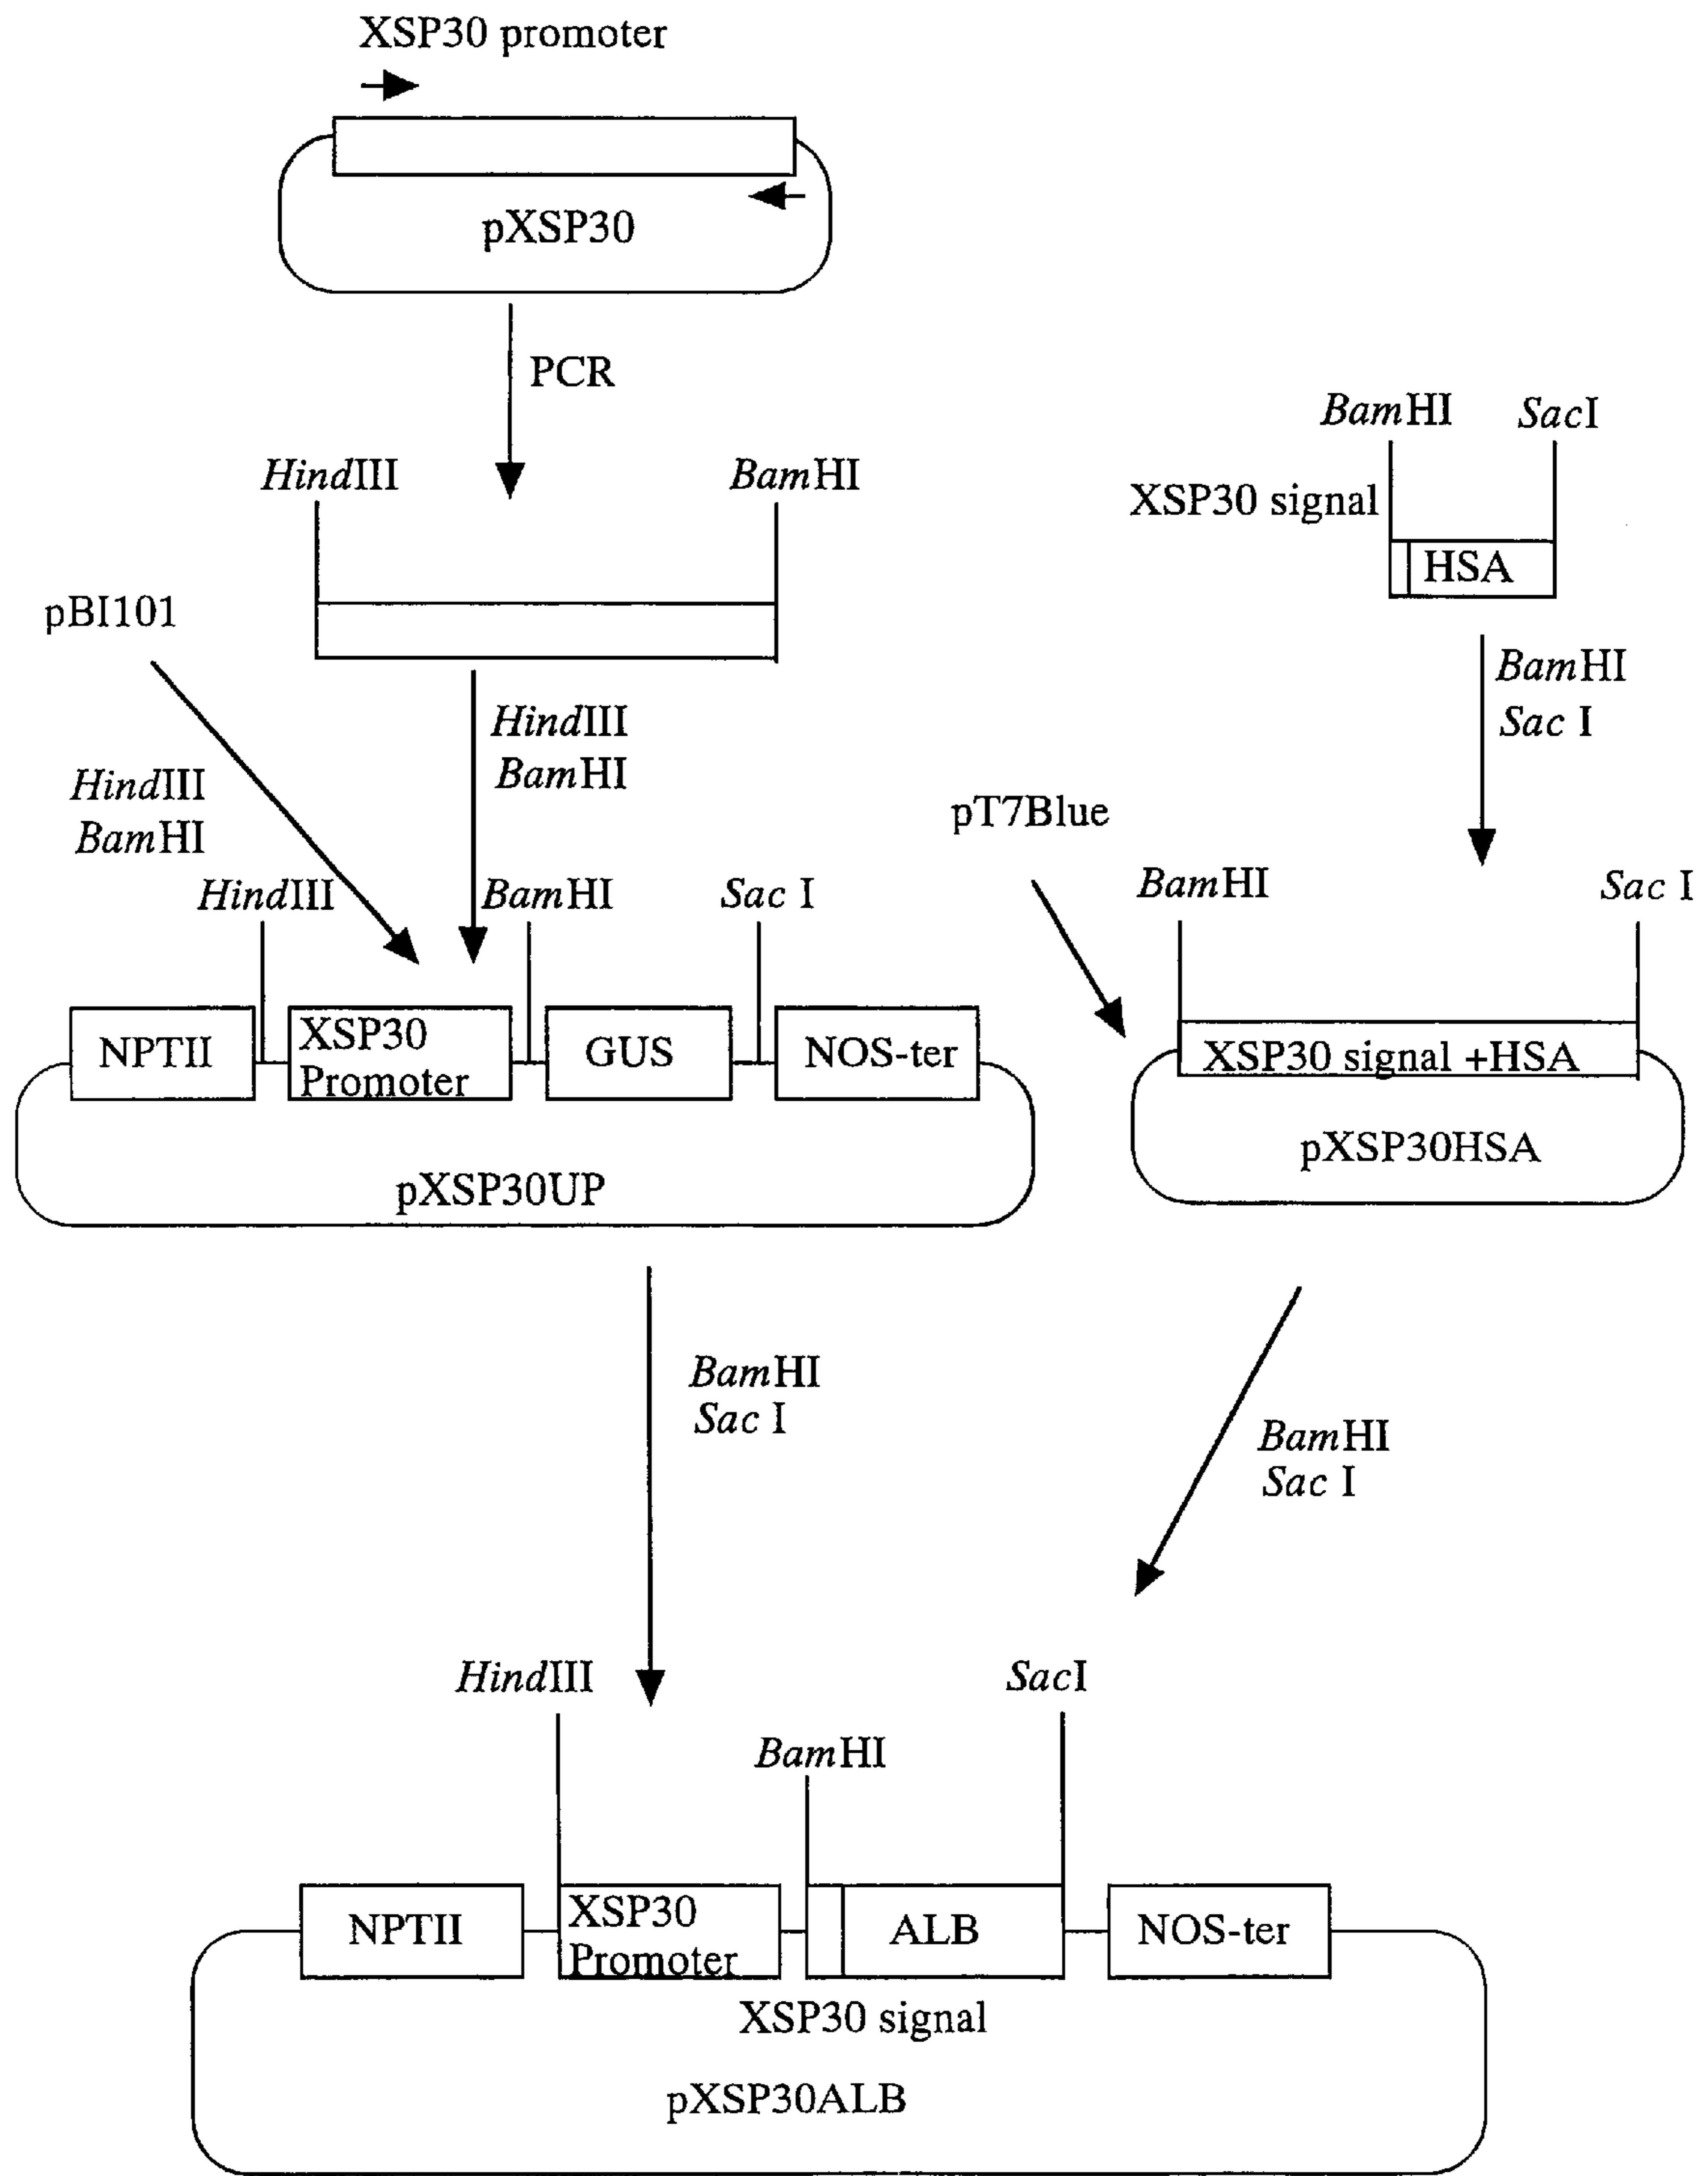 XSP30 promoter
pXSP30
PCR
HindIII
BamHI
BamHI
SacI
XSP30 signal
HSA
pBI101
HindIII
BamHI
BamHI
Sac I
HindIII
BamHI
pT7Blue
HindIII
BamHI
Sac I
BamHI
Sac I
NPTII
XSP30
Promoter
GUS
NOS-ter
XSP30 signal +HSA
pXSP30UP
pXSP30HSA
BamHI
Sac I
BamHI
Sac I
HindIII
SacI
BamHI
NPTII
XSP30
Promoter
ALB
NOS-ter
XSP30 signal
pXSP30ALB